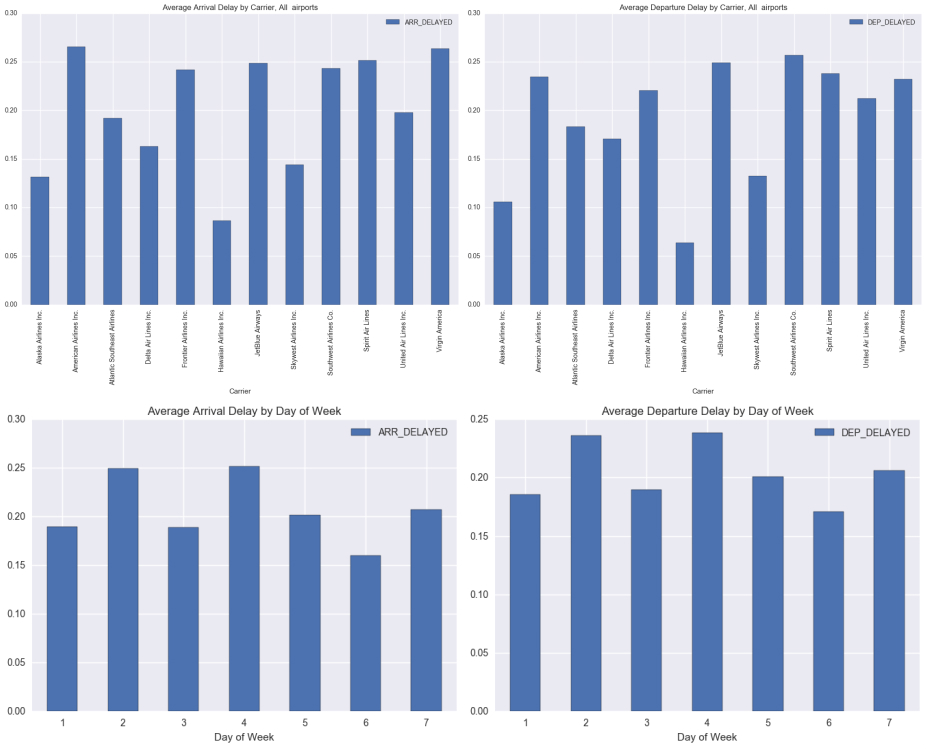 Average Arrival Delay by Carrier, All airports
ARR_DELAYED
0.30
0.25
0.20
0.15
0.10
0.05
0.00
Alaska Airlines Inc.
American Airlines Inc.
Atlantic Southeast Airlines
Delta Air Lines Inc.
Frontier Airlines Inc.
Hawaiian Airlines Inc.
JetBlue Airways
Skywest Airlines Inc.
Southwest Airlines Co.
Spirit Air Lines
United Air Lines Inc.
Virgin America
Carrier
Average Departure Delay by Carrier, All airports
DEP_DELAYED
0.30
0.25
0.20
0.15
0.10
0.05
0.00
Alaska Airlines Inc.
American Airlines Inc.
Atlantic Southeast Airlines
Delta Air Lines Inc.
Frontier Airlines Inc.
Hawaiian Airlines Inc.
JetBlue Airways
Skywest Airlines Inc.
Southwest Airlines Co.
Spirit Air Lines
United Air Lines Inc.
Virgin America
Carrier
Average Arrival Delay by Day of Week
ARR_DELAYED
0.30
0.25
0.20
0.15
0.10
0.05
0.00
1 2 3 4 5 6 7
Day of Week
Average Departure Delay by Day of Week
DEP_DELAYED
0.25
0.20
0.15
0.10
0.05
0.00
1 2 3 4 5 6 7
Day of Week